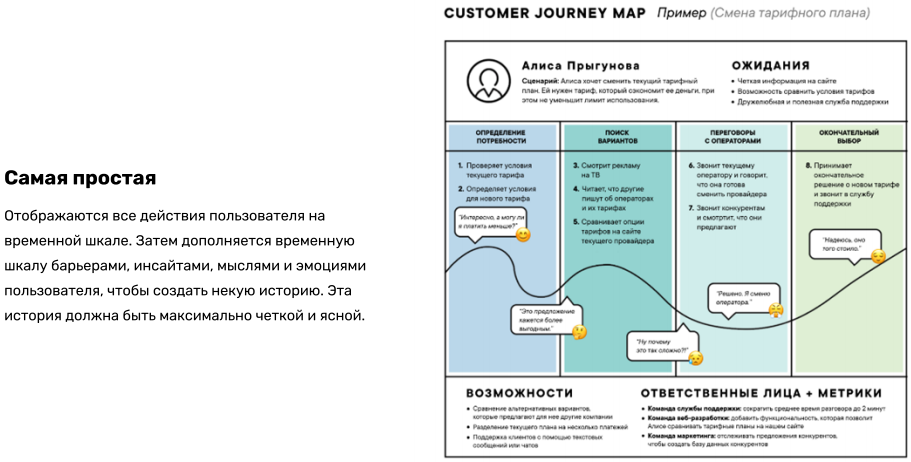 CUSTOMER JOURNEY MAP Пример (Смена тарифного плана)
Самая простая
Отображаются все действия пользователя на
временной шкале. Затем дополняется временную
шкалу барьерами, инсайтами, мыслями и эмоциями
пользователя, чтобы создать некую историю. Эта
история должна быть максимально четкой и ясной.
Алиса Прыгунова
Сценарий: Алиса хочет сменить текущий тарифный
план. Ей нужен тариф, который сэкономит ее деньги, при
этом не уменьшит лимит использования.
ОЖИДАНИЯ
• Четкая информация на сайте
• Возможность сравнить условия тарифов
• Дружелюбная и полезная служба поддержки
ОПРЕДЕЛЕНИЕ
ПОТРЕБНОСТИ
1. Проверяет условия
текущего тарифа
2. Определяет условия
для нового тарифа
"Интересно, а могу ли
я платить меньше?"
"Это предложение
кажется более
выгодным."
ПОИСК
ВАРИАНТОВ
3. Смотрит рекламу
на ТВ
4. Читает, что другие
пишут об операторах
и их тарифах
5. Сравнивает опции
тарифов на сайте
текущего провайдера
"Ну почему
это так сложно?!"
ПЕРЕГОВОРЫ
С ОПЕРАТОРАМИ
6. Звонит текущему
оператору и говорит,
что она готова
сменить провайдера
7. Звонит конкурентам
и смотртит, что они
предлагают
"Решено. Я сменю
оператора."
ОКОНЧАТЕЛЬНЫЙ
ВЫБОР
8. Принимает
окончательное
решение о новом тарифе
и звонит в службу
поддержки
"Надеюсь, оно
того стоило."
ВОЗМОЖНОСТИ
• Сравнение альтернативных вариантов,
которые предлагают для нее другие компании
• Разделение текущего плана на несколько платежей
• Поддержка клиентов с помощью текстовых
сообщений или чатов
ОТВЕТСТВЕННЫЕ ЛИЦА + МЕТРИКИ
• Команда службы поддержки: сократить среднее время разговора до 2 минут
• Команда веб-разработки: добавить функциональность, которая позволит
Алисе сравнивать тарифные планы на нашем сайте
• Команда маркетинга: отслеживать предложения конкурентов,
чтобы создать базу данных конкурентов